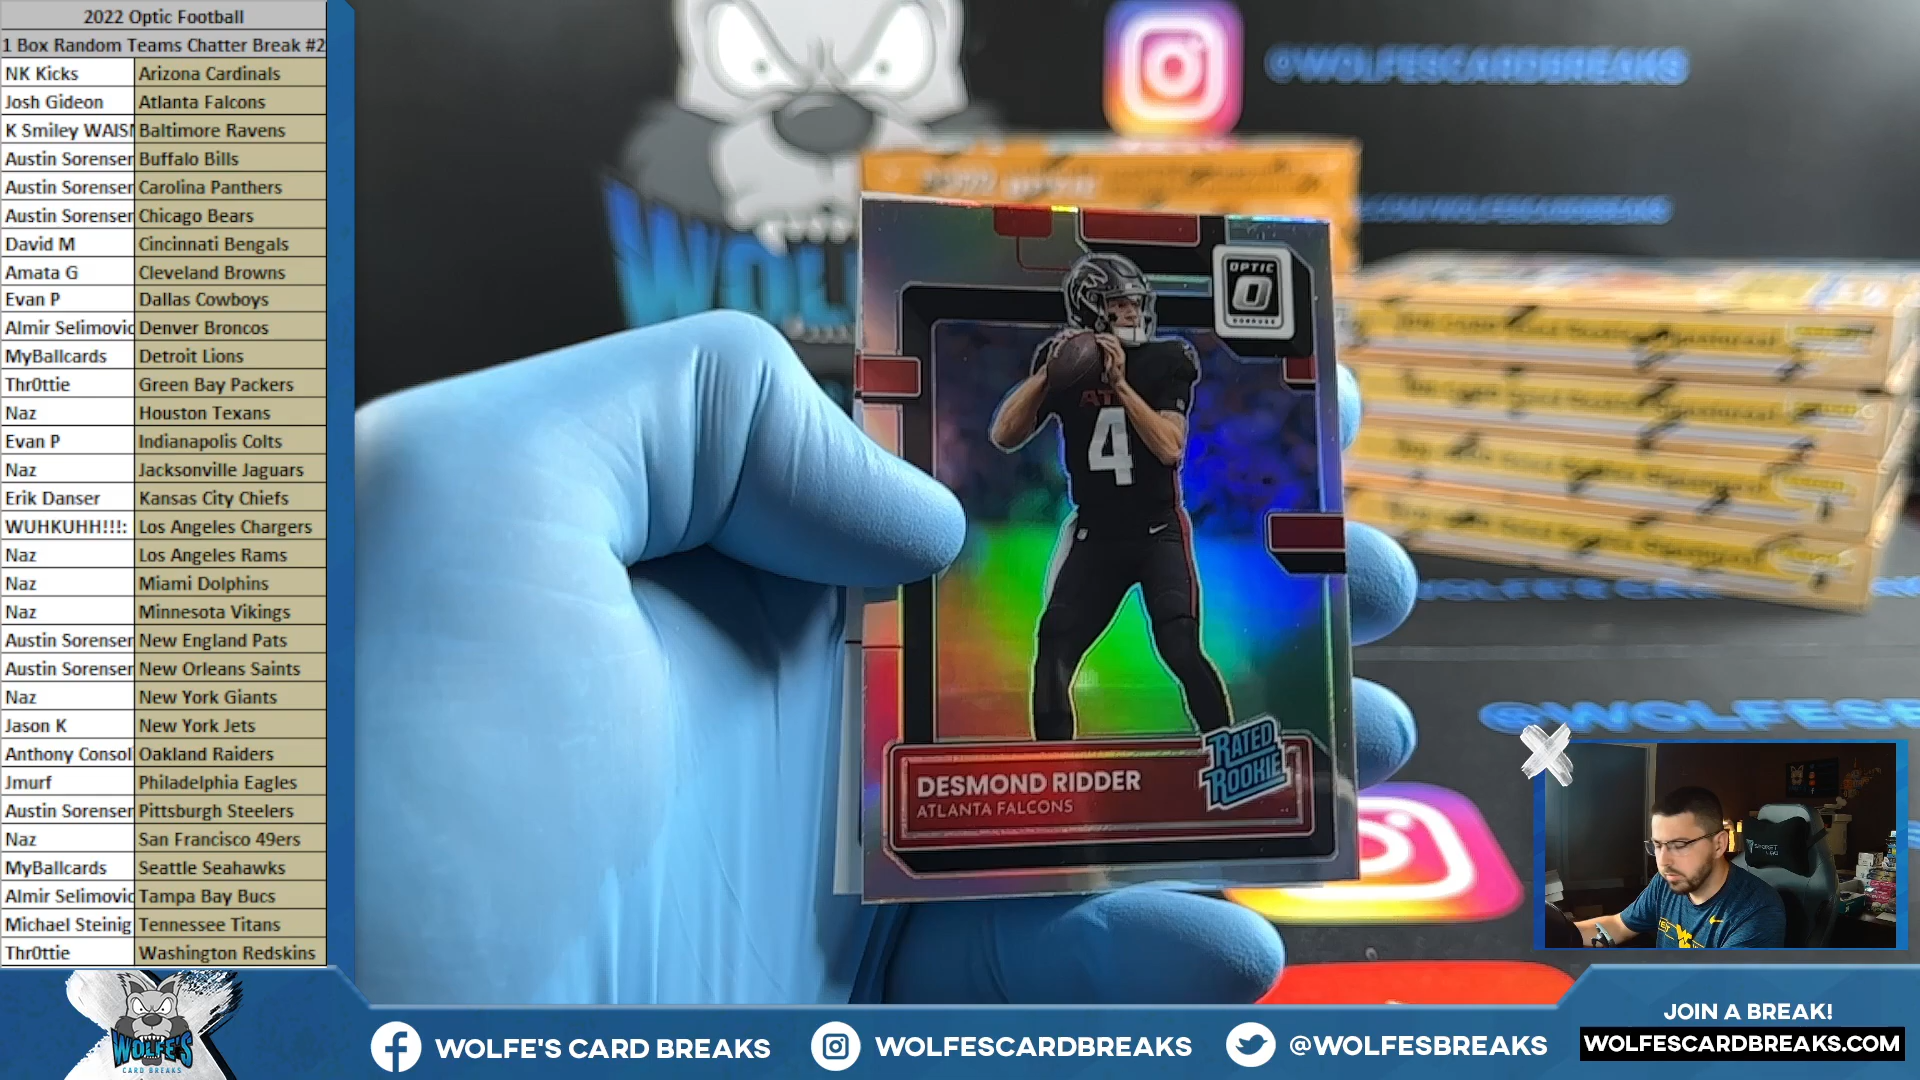 2022 Optic Football
1 Box Random Teams Chatter Break #2
NK Kicks Arizona Cardinals
Josh Gideon Atlanta Falcons
K Smiley WAIS Baltimore Ravens
Austin Sorenser Buffalo Bills
Austin Sorenser Carolina Panthers
Austin Sorenser Chicago Bears
David M Cincinnati Bengals
Amata G Cleveland Browns
Evan P Dallas Cowboys
Almir Selimovic Denver Broncos
MyBallcards Detroit Lions
Thr0ttie Green Bay Packers
Naz Houston Texans
Evan P Indianapolis Colts
Naz Jacksonville Jaguars
Erik Danser Kansas City Chiefs
WUHKUHH!!!: Los Angeles Chargers
Naz Los Angeles Rams
Naz Miami Dolphins
Naz Minnesota Vikings
Austin Sorenser New England Pats
Austin Sorenser New Orleans Saints
Naz New York Giants
Jason K New York Jets
Anthony Consol Oakland Raiders
Jmurf Philadelphia Eagles
Austin Sorenser Pittsburgh Steelers
Naz San Francisco 49ers
MyBallcards Seattle Seahawks
Almir Selimovic Tampa Bay Bucs
Michael Steinig Tennessee Titans
Thr0ttie Washington Redskins
@WOLFESCARDBREAKS
OPTIC
DONRUSS
4
RATED
ROOKIE
DESMOND RIDDER
ATLANTA FALCONS
WOLFE'S
CARD BREAKS
WOLFE'S CARD BREAKS
WOLFESCARDBREAKS
@WOLFESBREAKS
JOIN A BREAK!
WOLFESCARDBREAKS.COM